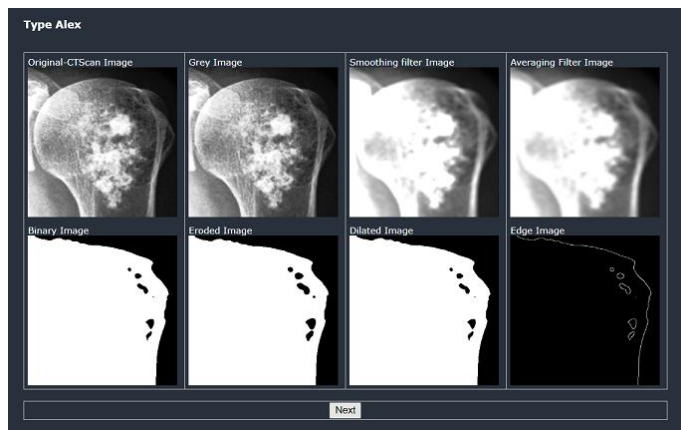 Type Alex
Original-CTScan Image
Grey Image
Smoothing filter Image
Averaging Filter Image
Binary Image
Eroded Image
Dilated Image
Edge Image
Next